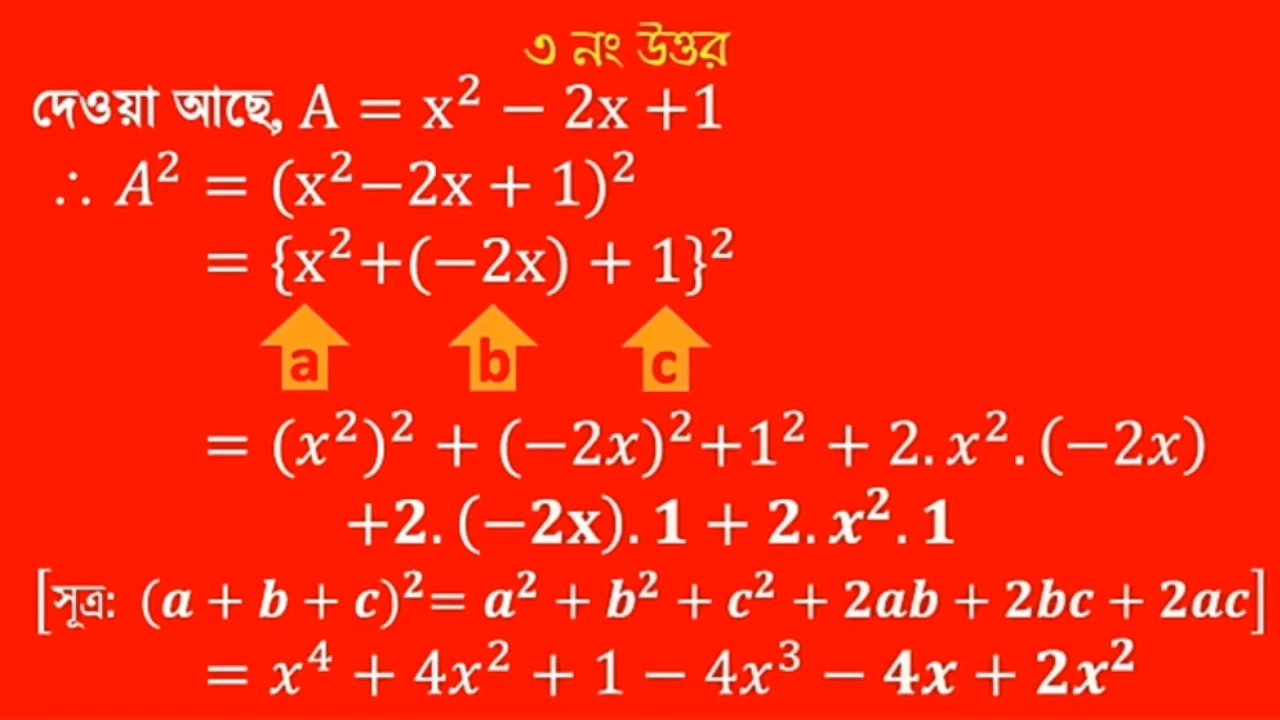 ৩ নং উত্তর
দেওয়া আছে, A = x² − 2x +1
∴ A² = (x²−2x + 1)²
= {x²+(−2x) + 1}²
a b c
= (x²)² + (−2x)²+1² + 2. x². (−2x)
+2. (−2x). 1 + 2. x². 1
[সূত্র: (a + b + c)²= a² + b² + c² + 2ab + 2bc + 2ac]
= x⁴ + 4x² + 1 − 4x³ − 4x + 2x²